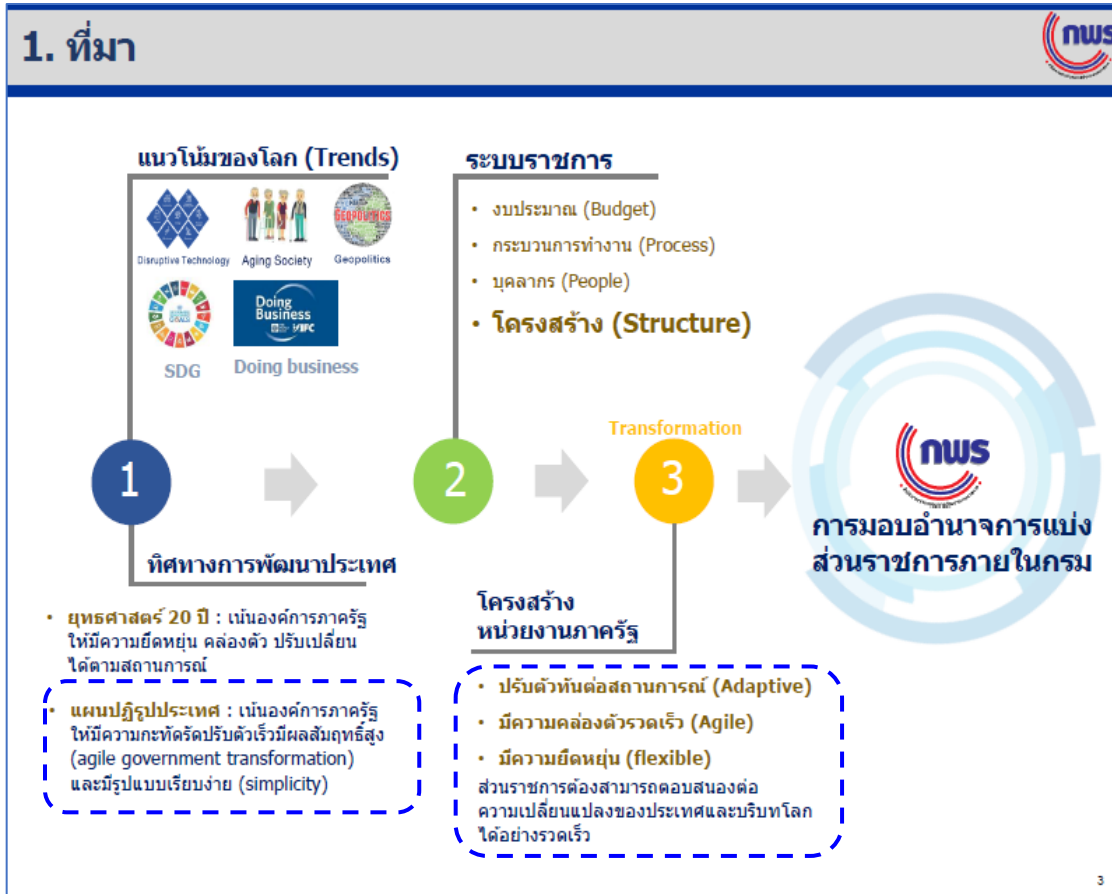 1. ที่มา
กพร
แนวโน้มของโลก (Trends)
Disruptive Technology
Aging Society
GEOPOLITICS
Geopolitics
SDG
Doing
Business
IFC
Doing business
ระบบราชการ
• งบประมาณ (Budget)
• กระบวนการทำงาน (Process)
• บุคลากร (People)
• โครงสร้าง (Structure)
1
2
Transformation
3
กพร
การมอบอำนาจการแบ่ง
ส่วนราชการภายในกรม
ทิศทางการพัฒนาประเทศ
• ยุทธศาสตร์ 20 ปี : เน้นองค์การภาครัฐ
ให้มีความยืดหยุ่น คล่องตัว ปรับเปลี่ยน
ได้ตามสถานการณ์
• แผนปฏิรูปประเทศ : เน้นองค์การภาครัฐ
ให้มีความกะทัดรัดปรับตัวเร็วมีผลสัมฤทธิ์สูง
(agile government transformation)
และมีรูปแบบเรียบง่าย (simplicity)
โครงสร้าง
หน่วยงานภาครัฐ
• ปรับตัวทันต่อสถานการณ์ (Adaptive)
• มีความคล่องตัวรวดเร็ว (Agile)
• มีความยืดหยุ่น (flexible)
ส่วนราชการต้องสามารถตอบสนองต่อ
ความเปลี่ยนแปลงของประเทศและบริบทโลก
ได้อย่างรวดเร็ว
3